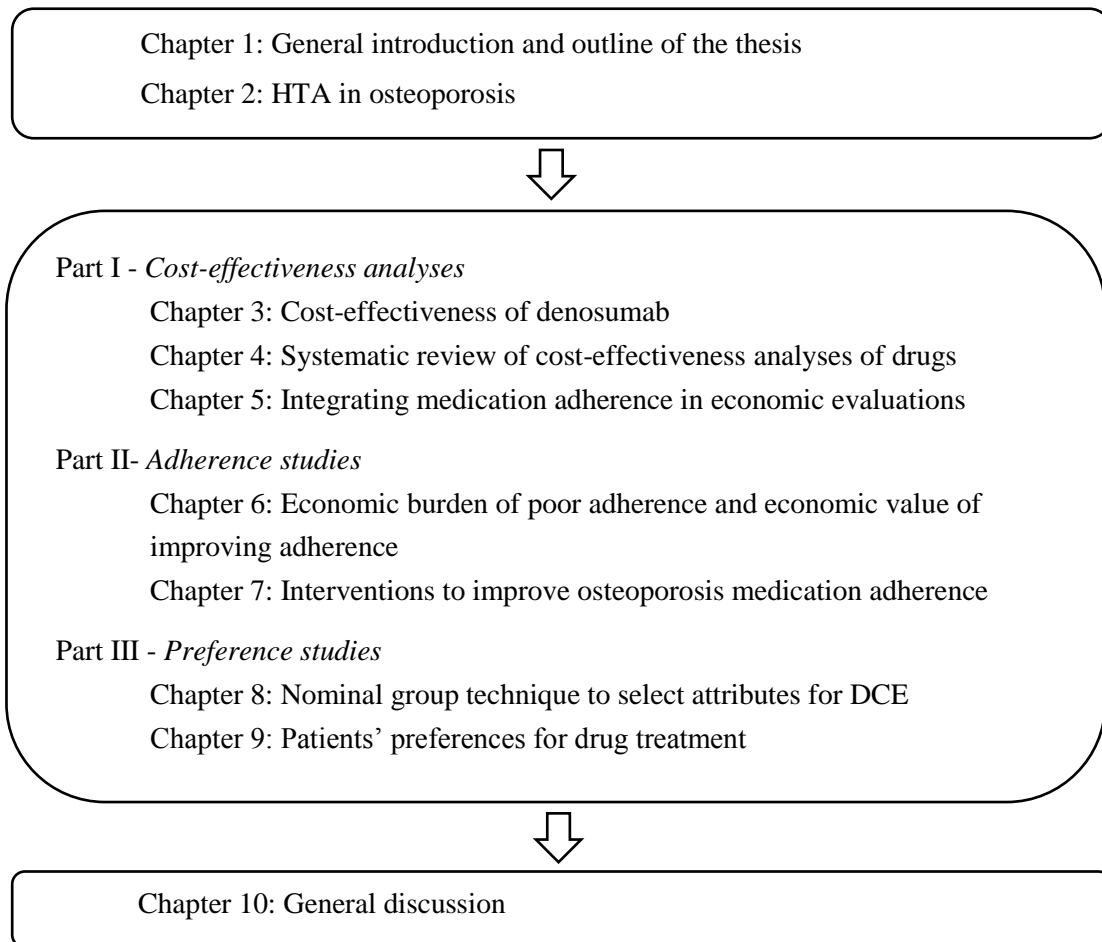 Chapter 1: General introduction and outline of the thesis
Chapter 2: HTA in osteoporosis
Part I - Cost-effectiveness analyses
Chapter 3: Cost-effectiveness of denosumab
Chapter 4: Systematic review of cost-effectiveness analyses of drugs
Chapter 5: Integrating medication adherence in economic evaluations
Part II- Adherence studies
Chapter 6: Economic burden of poor adherence and economic value of
improving adherence
Chapter 7: Interventions to improve osteoporosis medication adherence
Part III - Preference studies
Chapter 8: Nominal group technique to select attributes for DCE
Chapter 9: Patients’ preferences for drug treatment
Chapter 10: General discussion